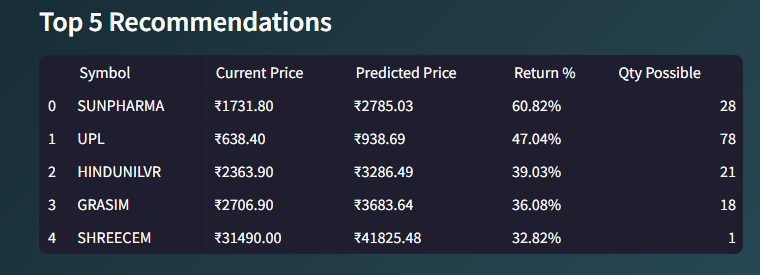 Top 5 Recommendations
Symbol Current Price Predicted Price Return % Qty Possible
0 SUNPHARMA ₹1731.80 ₹2785.03 60.82% 28
1 UPL ₹638.40 ₹938.69 47.04% 78
2 HINDUNILVR ₹2363.90 ₹3286.49 39.03% 21
3 GRASIM ₹2706.90 ₹3683.64 36.08% 18
4 SHREECEM ₹31490.00 ₹41825.48 32.82% 1